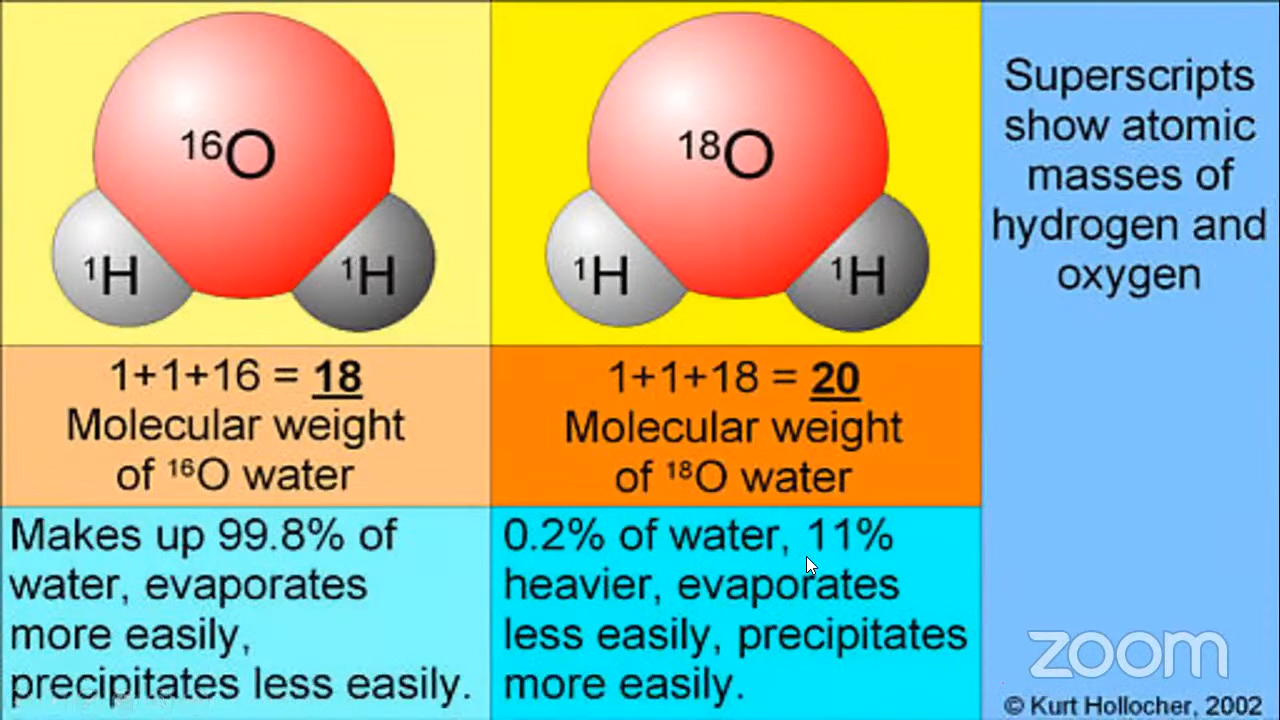 ¹⁶O
¹H
¹H
1+1+16 = 18
Molecular weight
of ¹⁶O water
Makes up 99.8% of
water, evaporates
more easily,
precipitates less easily.
¹⁸O
¹H
¹H
1+1+18 = 20
Molecular weight
of ¹⁸O water
0.2% of water, 11%
heavier, evaporates
less easily, precipitates
more easily.
Superscripts
show atomic
masses of
hydrogen and
oxygen
zoom
© Kurt Hollocher, 2002